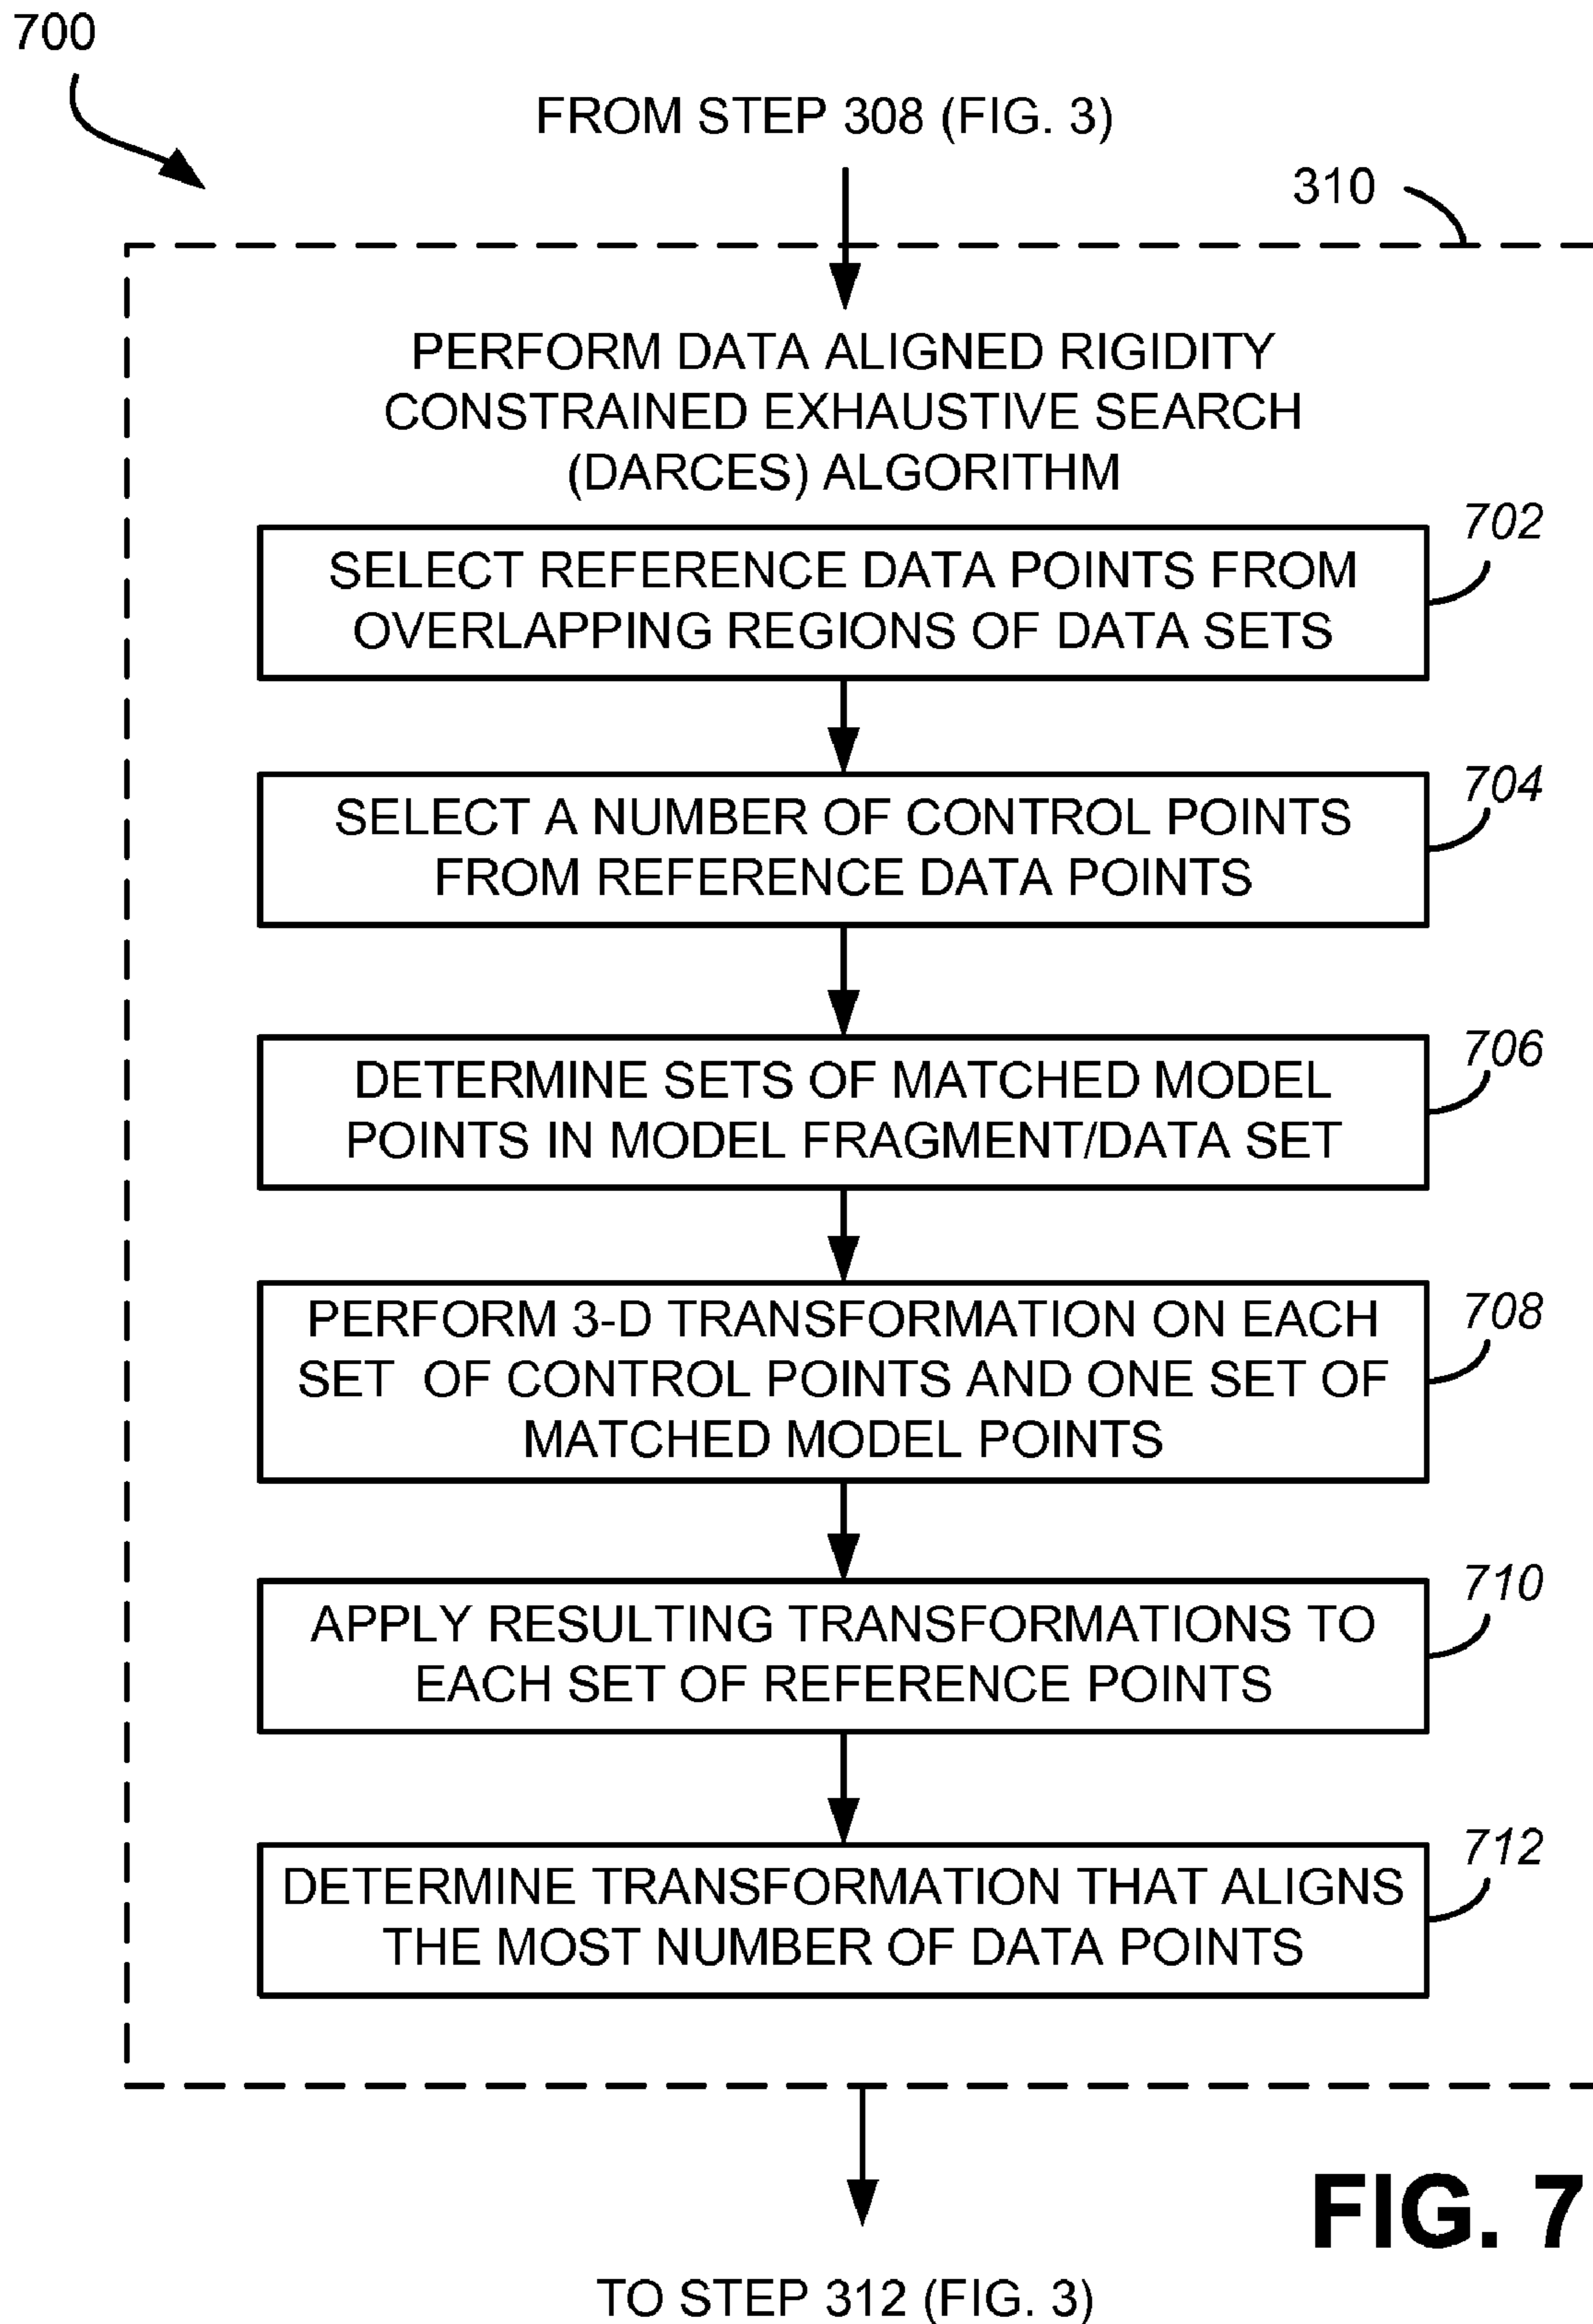 700
FROM STEP 308 (FIG. 3)
310
PERFORM DATA ALIGNED RIGIDITY
CONSTRAINED EXHAUSTIVE SEARCH
(DARCES) ALGORITHM
702
SELECT REFERENCE DATA POINTS FROM
OVERLAPPING REGIONS OF DATA SETS
704
SELECT A NUMBER OF CONTROL POINTS
FROM REFERENCE DATA POINTS
706
DETERMINE SETS OF MATCHED MODEL
POINTS IN MODEL FRAGMENT/DATA SET
708
PERFORM 3-D TRANSFORMATION ON EACH
SET OF CONTROL POINTS AND ONE SET OF
MATCHED MODEL POINTS
710
APPLY RESULTING TRANSFORMATIONS TO
EACH SET OF REFERENCE POINTS
712
DETERMINE TRANSFORMATION THAT ALIGNS
THE MOST NUMBER OF DATA POINTS
FIG. 7
TO STEP 312 (FIG. 3)